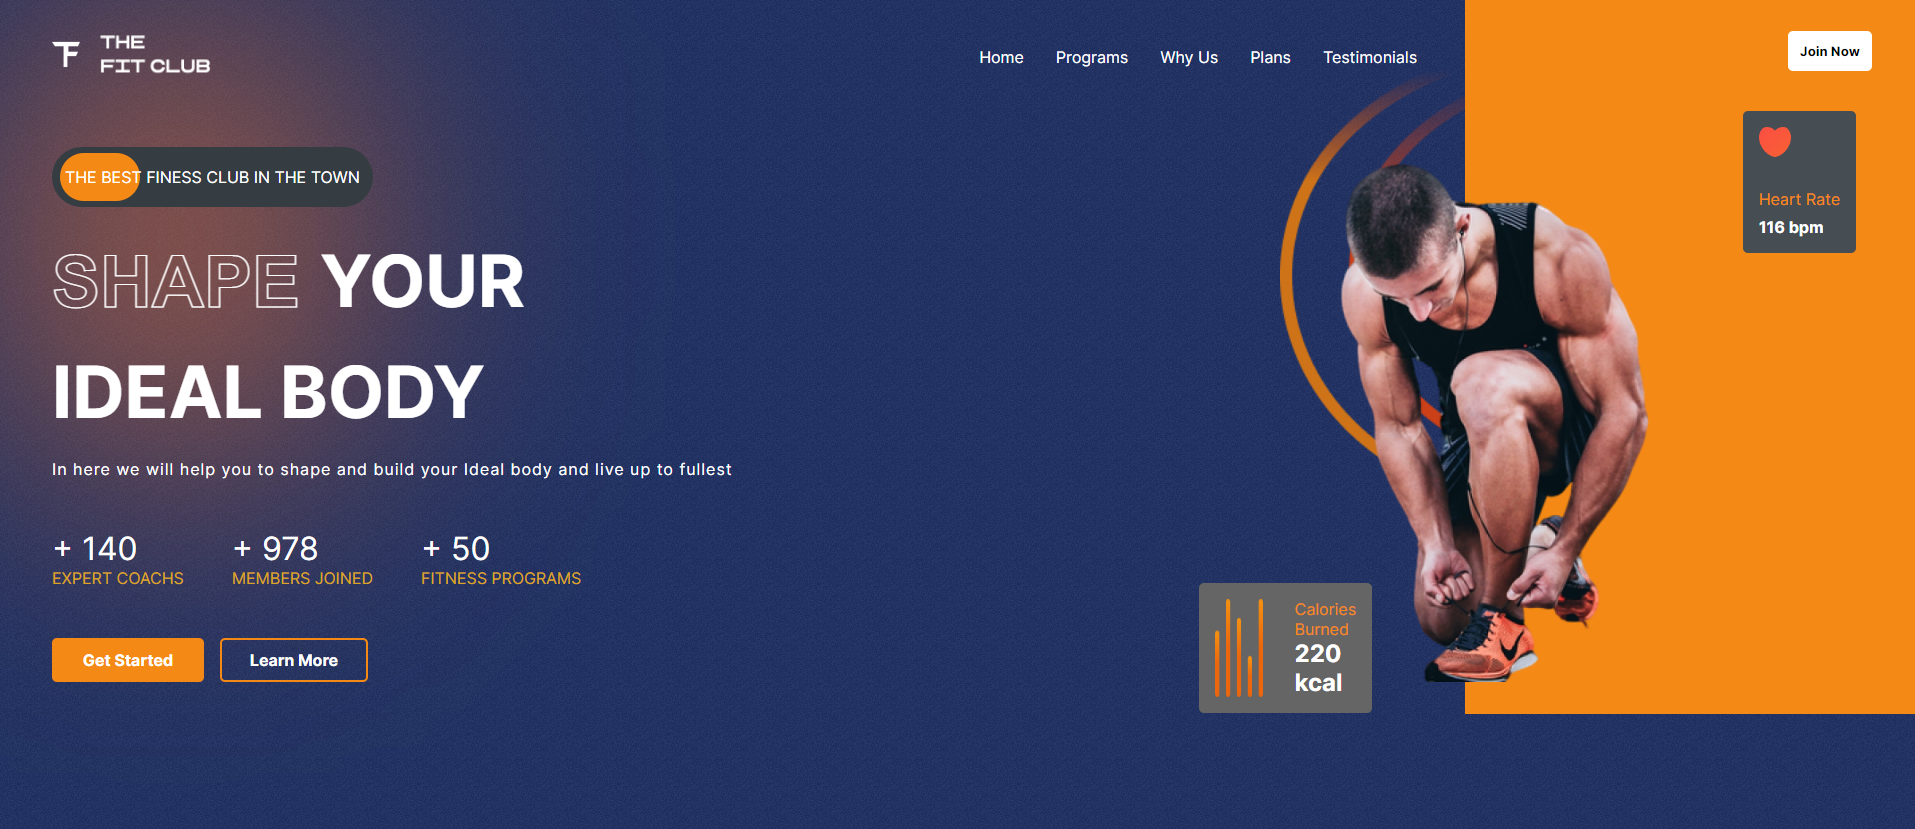 THE
FIT CLUB
Home
Programs
Why Us
Plans
Testimonials
Join Now
THE BEST FINESS CLUB IN THE TOWN
SHAPE YOUR
IDEAL BODY
In here we will help you to shape and build your Ideal body and live up to fullest
+ 140
EXPERT COACHS
+ 978
MEMBERS JOINED
+ 50
FITNESS PROGRAMS
Get Started
Learn More
Heart Rate
116 bpm
Calories
Burned
220
kcal